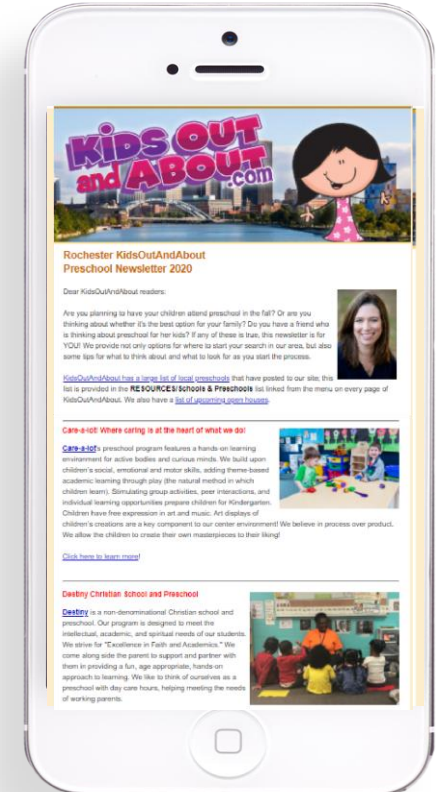 KiDS OUT
and ABOUT
.com
Rochester KidsOutAndAbout
Preschool Newsletter 2020
Dear KidsOutAndAbout readers:
Are you planning to have your children attend preschool in the fall? Or are you
thinking about whether it's the best option for your family? Do you have a friend who
is thinking about preschool for her kids? If any of these is true, this newsletter is for
YOU! We provide not only options for where to start your search in our area, but also
some tips for what to think about and what to look for as you start the process.
KidsOutAndAbout has a large list of local preschools that have posted to our site; this
list is provided in the RESOURCES/Schools & Preschools list linked from the menu on every page of
KidsOutAndAbout. We also have a list of upcoming open houses.
Care-a-lot: Where caring is at the heart of what we do!
Care-a-lot's preschool program features a hands-on learning
environment for active bodies and curious minds. We build upon
children's social, emotional and motor skills, adding theme-based
academic learning through play (the natural method in which
children learn). Stimulating group activities, peer interactions, and
individual learning opportunities prepare children for Kindergarten.
Children have free expression in art and music. Art displays of
children's creations are a key component to our center environment! We believe in process over product.
We allow the children to create their own masterpieces to their liking!
Click here to learn more!
Destiny Christian School and Preschool
Destiny is a non-denominational Christian school and
preschool. Our program is designed to meet the
intellectual, academic, and spiritual needs of our students.
We strive for "Excellence in Faith and Academics." We
come along side the parent to support and partner with
them in providing a fun, age appropriate, hands-on
approach to learning. We like to think of ourselves as a
preschool with day care hours, helping meeting the needs
of working parents.